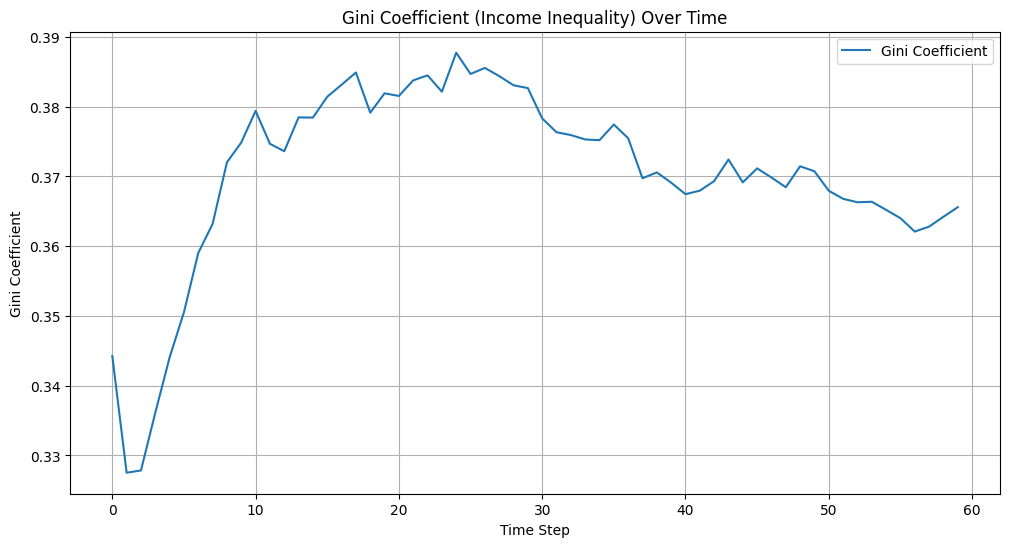 Gini Coefficient (Income Inequality) Over Time
Gini Coefficient
0.39
0.38
0.37
0.36
0.35
0.34
0.33
Gini Coefficient
0 10 20 30 40 50 60
Time Step